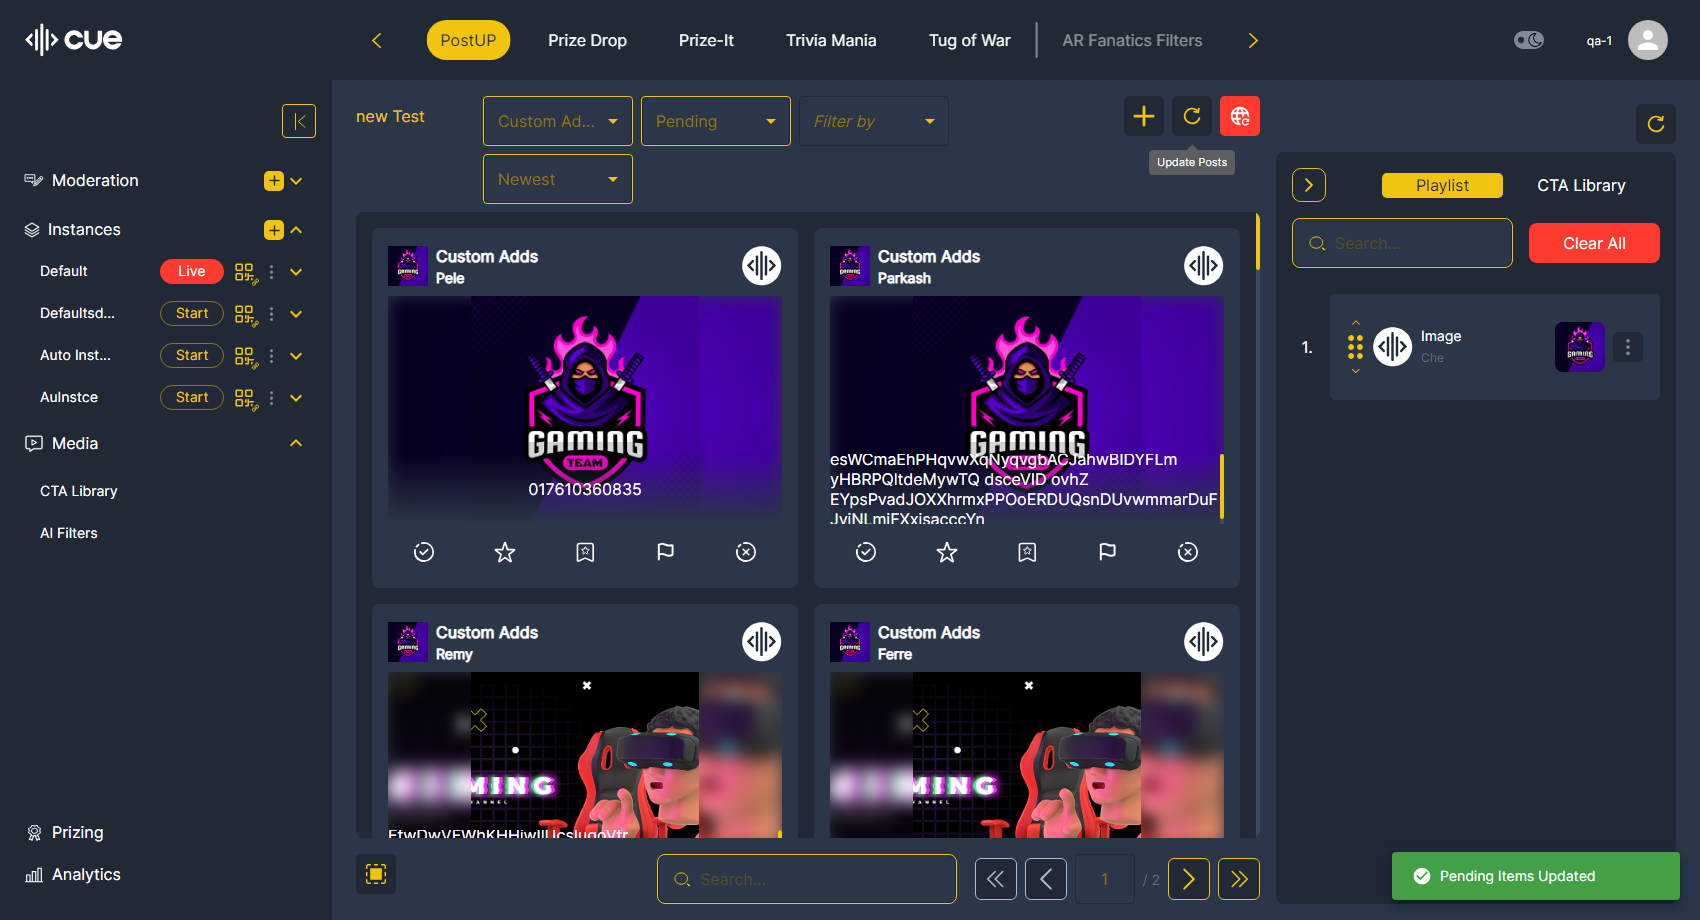 cue
PostUP
Prize Drop
Prize-It
Trivia Mania
Tug of War
AR Fanatics Filters
qa-1
new Test
Custom Ad...
Pending
Filter by
Newest
Update Posts
Moderation
Instances
Default
Live
Defaultsd...
Start
Auto Inst...
Start
AuInstce
Start
Media
CTA Library
AI Filters
Prizing
Analytics
Custom Adds
Pele
GAMING
TEAM
017610360835
Custom Adds
Parkash
GAMING
esWCmaEhPHqvwXqNyqvgbACJahwBIDYFLm
yHBRPQltdeMywTQ dsceVID ovhZ
EYpsPvadJOXXhrmxPPOoERDUQsnDUvwmmarDuF
Custom Adds
Remy
MING
Custom Adds
Ferre
MING
Search...
1
/ 2
Playlist
CTA Library
Search...
Clear All
1.
Image
Che
GAMING
Pending Items Updated